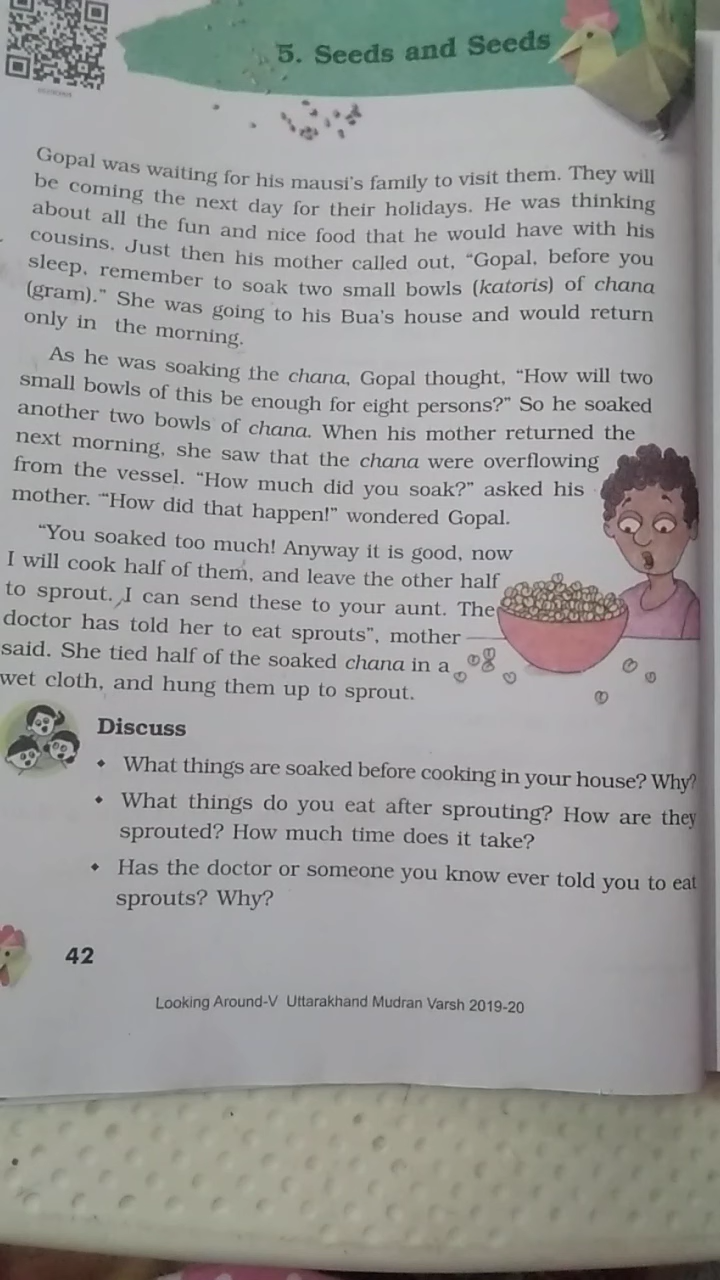 5. Seeds and Seeds
Gopal was waiting for his mausi's family to visit them. They will
be coming the next day for their holidays. He was thinking
about all the fun and nice food that he would have with his
cousins. Just then his mother called out, “Gopal, before you
sleep, remember to soak two small bowls (katoris) of chana
(gram).” She was going to his Bua's house and would return
only in the morning.
As he was soaking the chana, Gopal thought, “How will two
small bowls of this be enough for eight persons?” So he soaked
another two bowls of chana. When his mother returned the
next morning, she saw that the chana were overflowing
from the vessel. “How much did you soak?” asked his
mother. “How did that happen!” wondered Gopal.
“You soaked too much! Anyway it is good, now
I will cook half of them, and leave the other half
to sprout. I can send these to your aunt. The
doctor has told her to eat sprouts”, mother
said. She tied half of the soaked chana in a
wet cloth, and hung them up to sprout.
Discuss
• What things are soaked before cooking in your house? Why?
• What things do you eat after sprouting? How are they
sprouted? How much time does it take?
• Has the doctor or someone you know ever told you to eat
sprouts? Why?
42
Looking Around-V Uttarakhand Mudran Varsh 2019-20